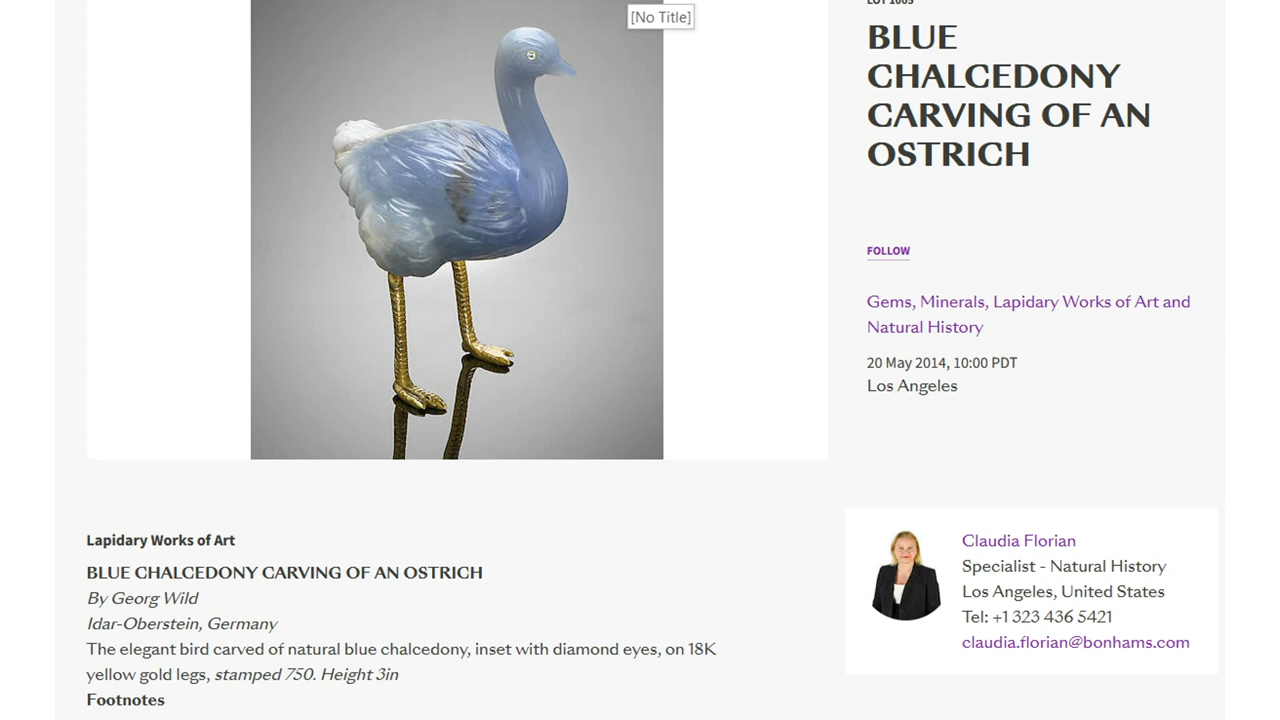 [No Title]
LOT 1005
BLUE
CHALCEDONY
CARVING OF AN
OSTRICH
FOLLOW
Gems, Minerals, Lapidary Works of Art and
Natural History
20 May 2014, 10:00 PDT
Los Angeles
Lapidary Works of Art
BLUE CHALCEDONY CARVING OF AN OSTRICH
By Georg Wild
Idar-Oberstein, Germany
The elegant bird carved of natural blue chalcedony, inset with diamond eyes, on 18K
yellow gold legs, stamped 750. Height 3in
Footnotes
Claudia Florian
Specialist - Natural History
Los Angeles, United States
Tel: +1 323 436 5421
claudia.florian@bonhams.com